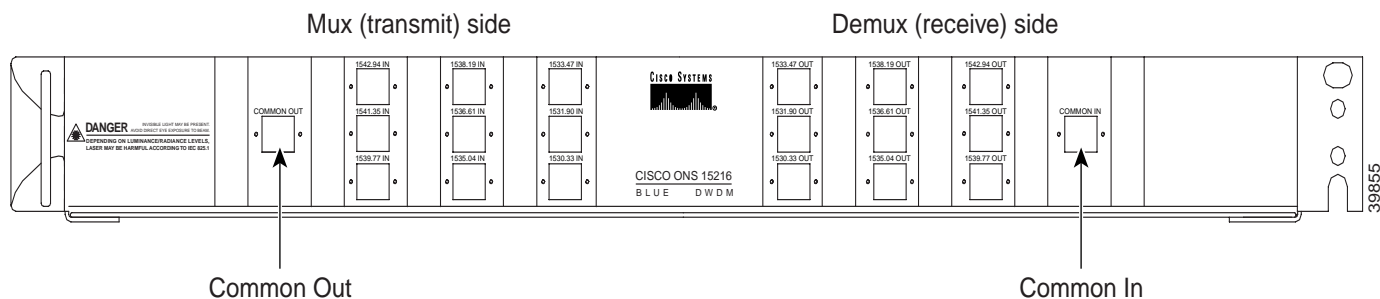 Mux (transmit) side
Demux (receive) side
1542.94 IN
1538.19 IN
1533.47 IN
CISCO SYSTEMS
®
1533.47 OUT
1538.19 OUT
1542.94 OUT
COMMON OUT
1541.35 IN
1536.61 IN
1531.90 IN
1531.90 OUT
1536.61 OUT
1541.35 OUT
COMMON IN
DANGER
INVISIBLE LIGHT MAY BE PRESENT.
AVOID DIRECT EYE EXPOSURE TO BEAM.
DEPENDING ON LUMINANCE/RADIANCE LEVELS,
LASER MAY BE HARMFUL ACCORDING TO IEC 825.1
1539.77 IN
1535.04 IN
1530.33 IN
CISCO ONS 15216
BLUE DWDM
1530.33 OUT
1535.04 OUT
1539.77 OUT
39855
Common Out
Common In